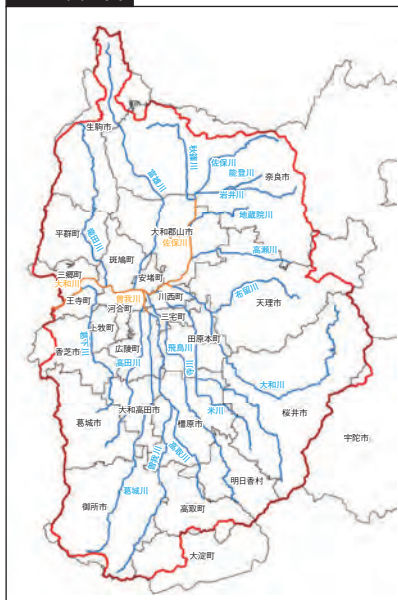 生駒市
秋篠川
佐保川
能登川
奈良市
富雄川
岩井川
地蔵院川
平群町
竜田川
大和郡山市
佐保川
斑鳩町
高瀬川
三郷町
安堵町
大和川
曽我川
川西町
布留川
王寺町
河合町
天理市
三宅町
上牧町
葛下川
田原本町
香芝市
広陵町
飛鳥川
寺川
高田川
大和川
大和高田市
米川
葛城市
橿原市
桜井市
宇陀市
曽我川
高取川
明日香村
葛城川
御所市
高取町
大淀町